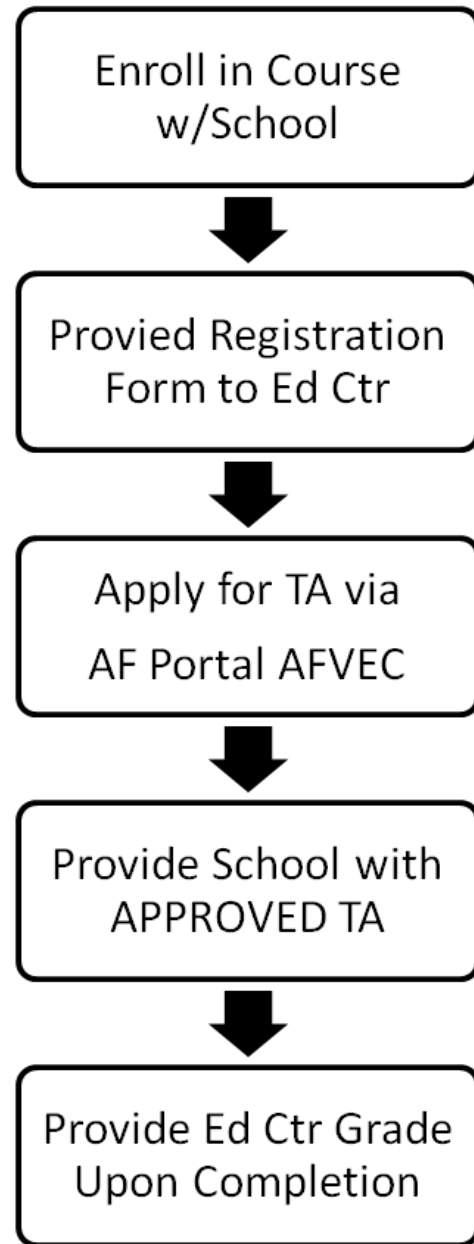 Enroll in Course
w/School
Provied Registration
Form to Ed Ctr
Apply for TA via
AF Portal AFVEC
Provide School with
APPROVED TA
Provide Ed Ctr Grade
Upon Completion